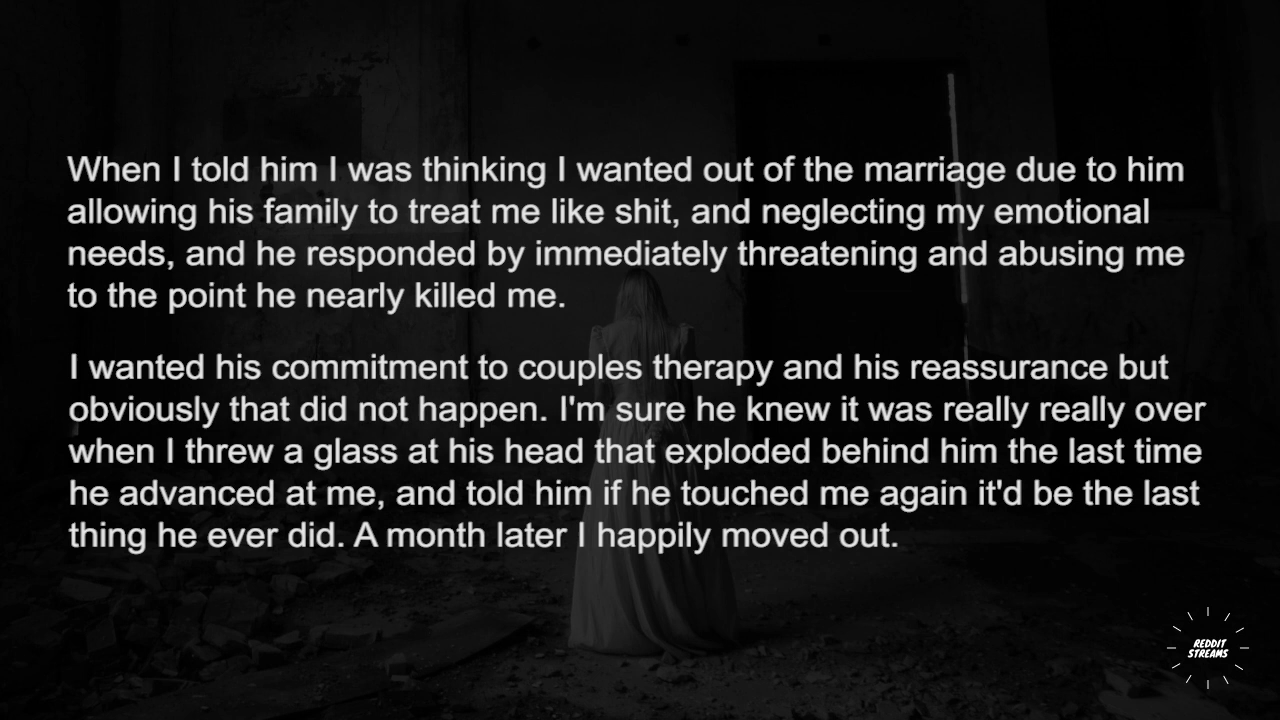 When I told him I was thinking I wanted out of the marriage due to him
allowing his family to treat me like shit, and neglecting my emotional
needs, and he responded by immediately threatening and abusing me
to the point he nearly killed me.
I wanted his commitment to couples therapy and his reassurance but
obviously that did not happen. I'm sure he knew it was really really over
when I threw a glass at his head that exploded behind him the last time
he advanced at me, and told him if he touched me again it'd be the last
thing he ever did. A month later I happily moved out.
REDDIT
STREAMS